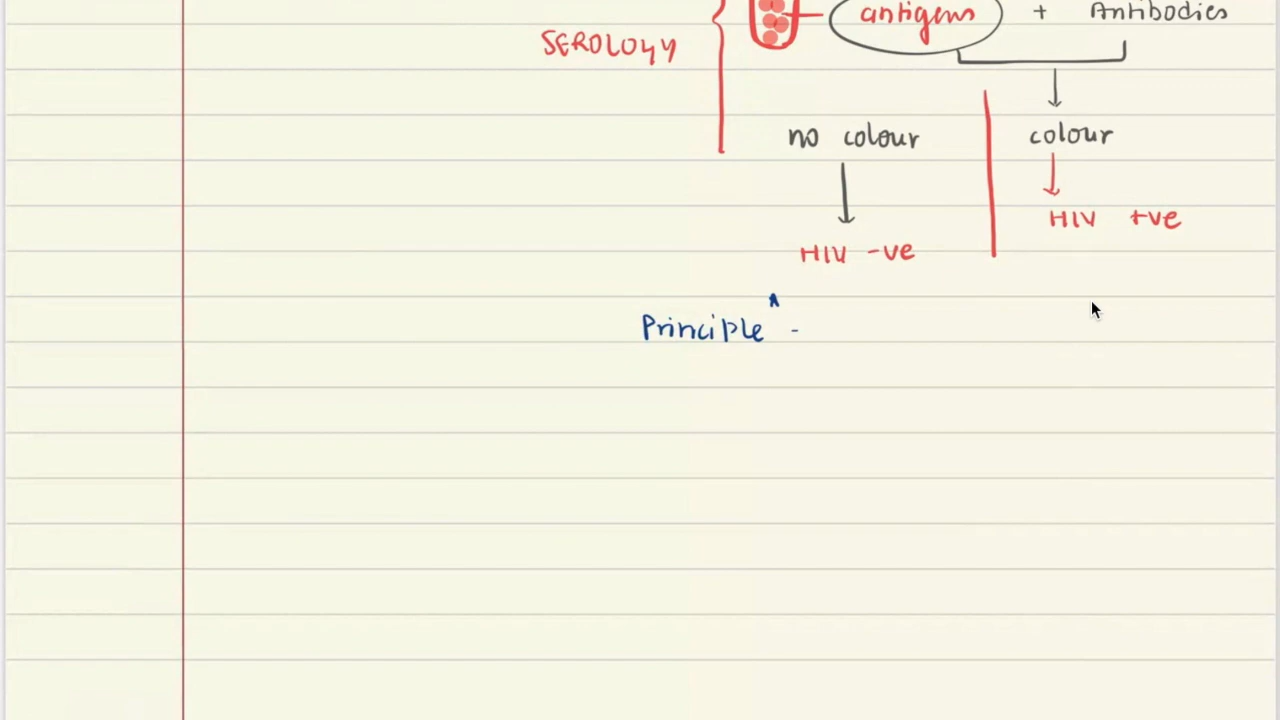 antigens + Antibodies
SEROLOGY
no colour colour
HIV +ve
HIV -ve
Principle -